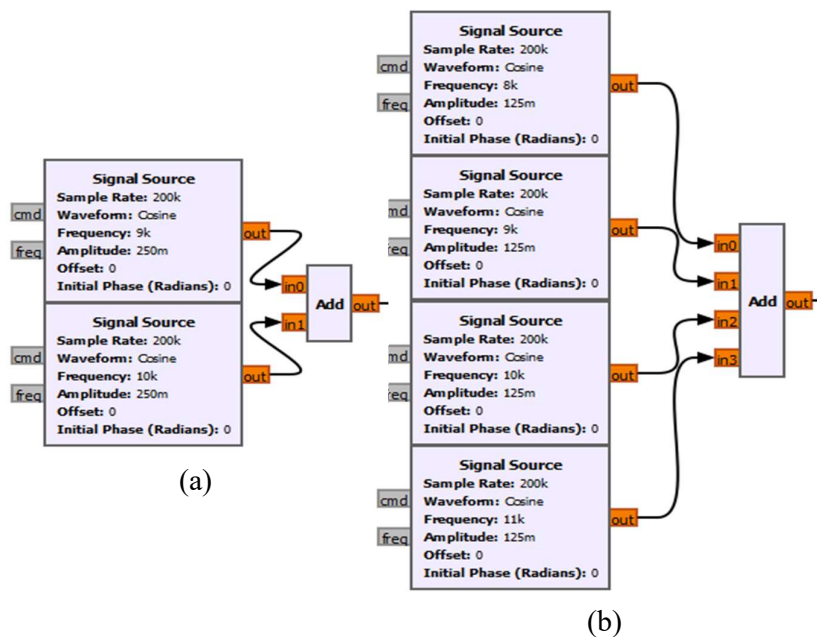 Signal Source
Sample Rate: 200k
Waveform: Cosine
Frequency: 9k
Amplitude: 250m
Offset: 0
Initial Phase (Radians): 0
cmd
freq
out
Signal Source
Sample Rate: 200k
Waveform: Cosine
Frequency: 10k
Amplitude: 250m
Offset: 0
Initial Phase (Radians): 0
cmd
freq
out
in0
in1
Add
out
(a)
Signal Source
Sample Rate: 200k
Waveform: Cosine
Frequency: 8k
Amplitude: 125m
Offset: 0
Initial Phase (Radians): 0
cmd
freq
out
Signal Source
Sample Rate: 200k
Waveform: Cosine
Frequency: 9k
Amplitude: 125m
Offset: 0
Initial Phase (Radians): 0
cmd
freq
out
Signal Source
Sample Rate: 200k
Waveform: Cosine
Frequency: 10k
Amplitude: 125m
Offset: 0
Initial Phase (Radians): 0
cmd
freq
out
Signal Source
Sample Rate: 200k
Waveform: Cosine
Frequency: 11k
Amplitude: 125m
Offset: 0
Initial Phase (Radians): 0
cmd
freq
out
in0
in1
in2
in3
Add
out
(b)